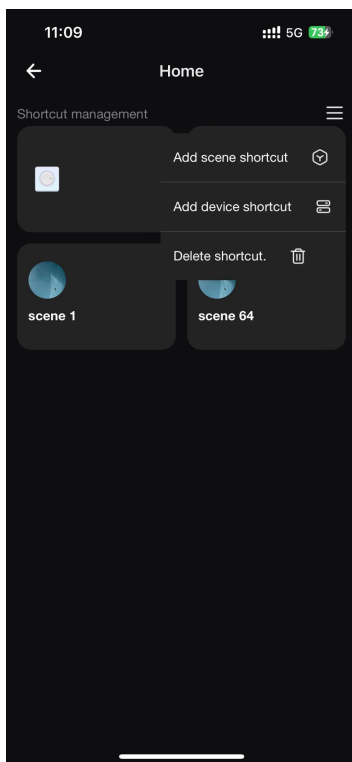 11:09
5G 73
Home
Shortcut management
Add scene shortcut
Add device shortcut
Delete shortcut.
scene 1
scene 64